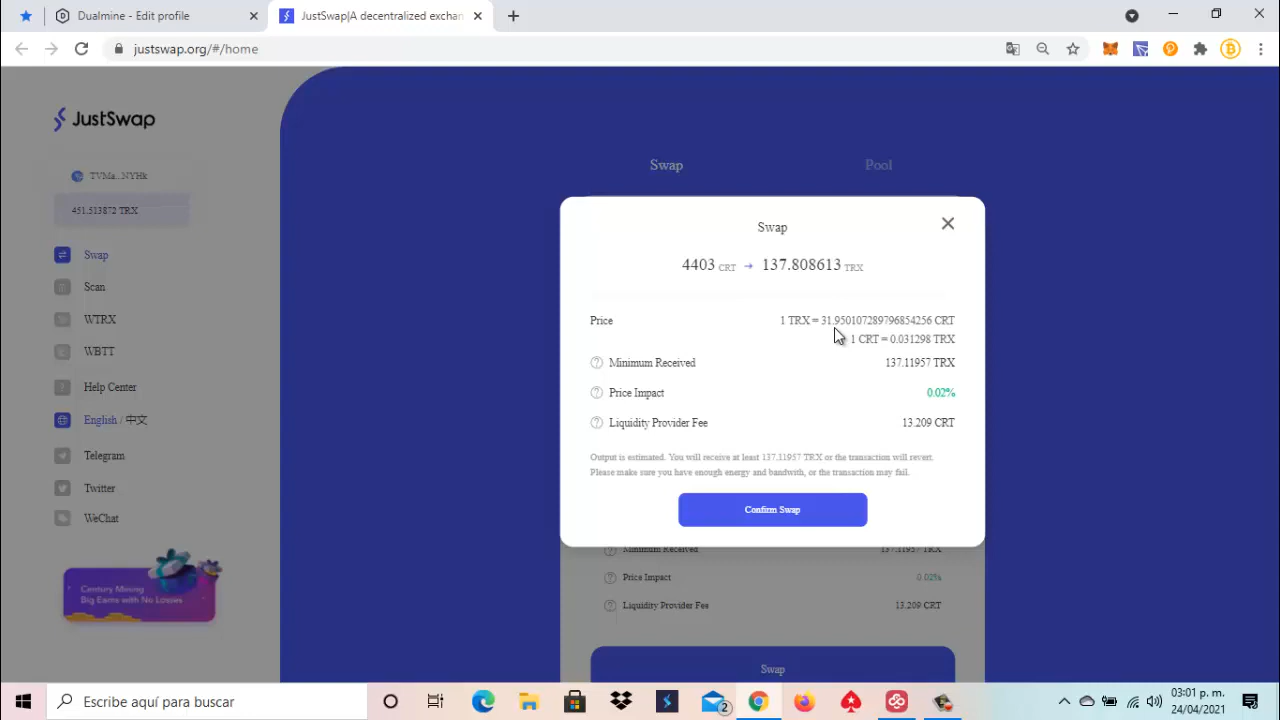 Dualmine - Edit profile
JustSwap|A decentralized exchan
justswap.org/#/home
JustSwap
TVMa...NYHk
451.513872 TRX
Swap
Scan
WTRX
WBTT
Help Center
English / 中文
Telegram
Twitter
WeChat
Century Mining
Big Earns with No Losses
Swap
Pool
Swap
4403 CRT → 137.808613 TRX
Price
1 TRX = 31.950107289796854256 CRT
1 CRT = 0.031298 TRX
Minimum Received
137.11957 TRX
Price Impact
0.02%
Liquidity Provider Fee
13.209 CRT
Output is estimated. You will receive at least 137.11957 TRX or the transaction will revert.
Please make sure you have enough energy and bandwith, or the transaction may fail.
Confirm Swap
Minimum Received
137.11957 TRX
Price Impact
0.02%
Liquidity Provider Fee
13.209 CRT
Swap
Escribe aquí para buscar
2
03:01 p. m.
24/04/2021